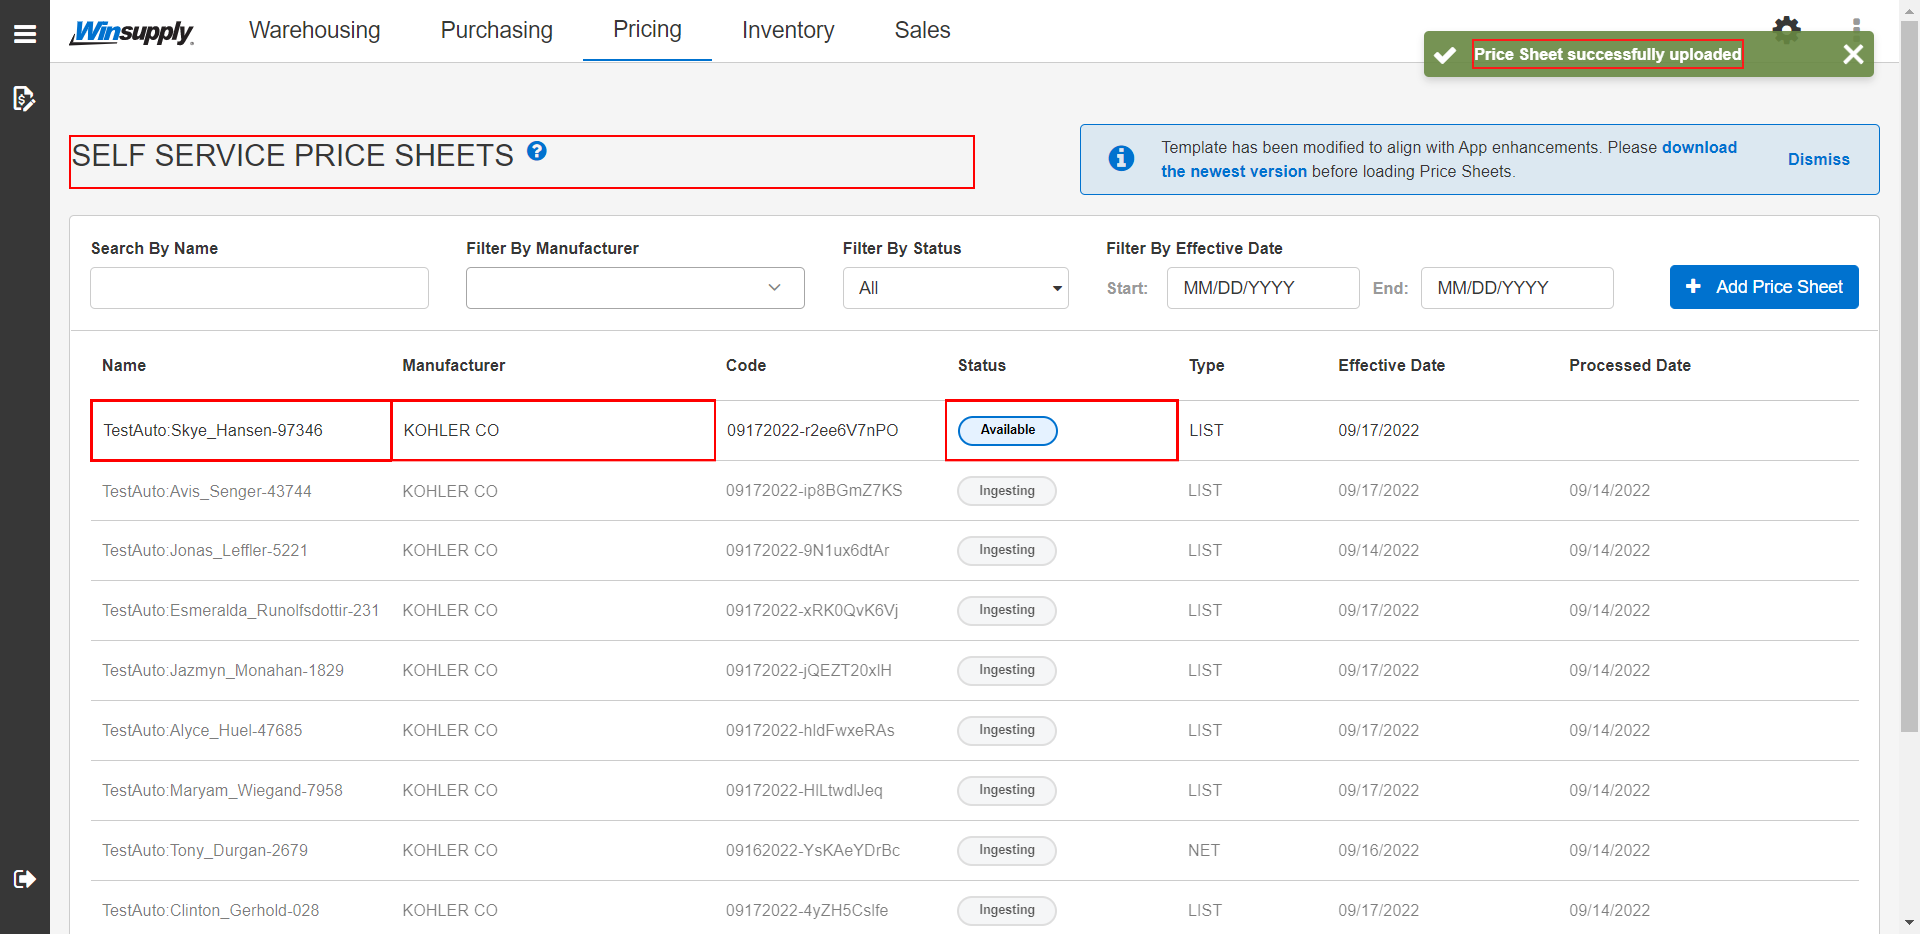 Winsupply
Warehousing
Purchasing
Pricing
Inventory
Sales
Price Sheet successfully uploaded
SELF SERVICE PRICE SHEETS
Template has been modified to align with App enhancements. Please download
the newest version before loading Price Sheets.
Dismiss
Search By Name
Filter By Manufacturer
Filter By Status
Filter By Effective Date
All
Start: MM/DD/YYYY
End: MM/DD/YYYY
Add Price Sheet
Name Manufacturer Code Status Type Effective Date Processed Date
TestAuto:Skye_Hansen-97346 KOHLER CO 09172022-r2ee6V7nPO Available LIST 09/17/2022
TestAuto:Avis_Senger-43744 KOHLER CO 09172022-ip8BGmZ7KS Ingesting LIST 09/17/2022 09/14/2022
TestAuto:Jonas_Leffler-5221 KOHLER CO 09172022-9N1ux6dtAr Ingesting LIST 09/14/2022 09/14/2022
TestAuto:Esmeralda_Runolfsdottir-231 KOHLER CO 09172022-xRK0QvK6Vj Ingesting LIST 09/17/2022 09/14/2022
TestAuto:Jazmyn_Monahan-1829 KOHLER CO 09172022-jQEZT20xlH Ingesting LIST 09/17/2022 09/14/2022
TestAuto:Alyce_Huel-47685 KOHLER CO 09172022-hldFwxeRAs Ingesting LIST 09/17/2022 09/14/2022
TestAuto:Maryam_Wiegand-7958 KOHLER CO 09172022-HlLtwdlJeq Ingesting LIST 09/17/2022 09/14/2022
TestAuto:Tony_Durgan-2679 KOHLER CO 09162022-YsKAeYDrBc Ingesting NET 09/16/2022 09/14/2022
TestAuto:Clinton_Gerhold-028 KOHLER CO 09172022-4yZH5Cslfe Ingesting LIST 09/17/2022 09/14/2022